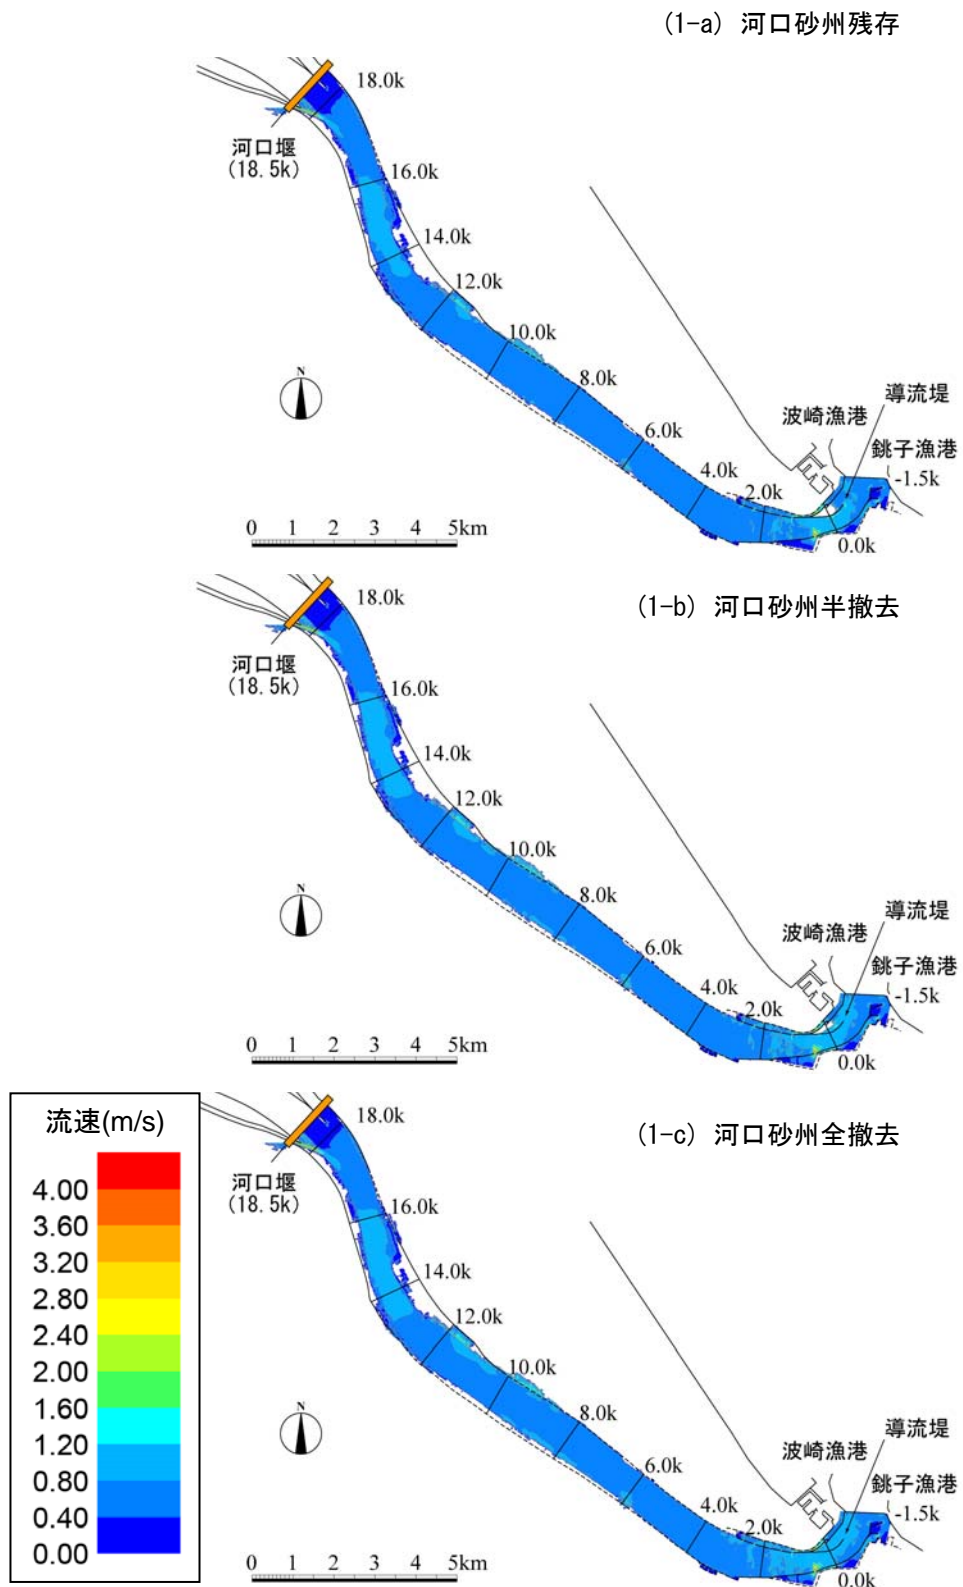 (1-a) 河口砂州残存
18.0k
河口堰
(18.5k)
16.0k
14.0k
12.0k
10.0k
N
8.0k
導流堤
波崎漁港
6.0k
銚子漁港
4.0k
-1.5k
2.0k
0 1 2 3 4 5km
0.0k
(1-b) 河口砂州半撤去
18.0k
河口堰
(18.5k)
16.0k
14.0k
12.0k
10.0k
N
8.0k
導流堤
波崎漁港
6.0k
銚子漁港
4.0k
-1.5k
2.0k
0 1 2 3 4 5km
0.0k
(1-c) 河口砂州全撤去
18.0k
河口堰
(18.5k)
16.0k
14.0k
12.0k
10.0k
N
8.0k
導流堤
波崎漁港
6.0k
銚子漁港
4.0k
-1.5k
2.0k
0 1 2 3 4 5km
0.0k
流速(m/s)
4.00
3.60
3.20
2.80
2.40
2.00
1.60
1.20
0.80
0.40
0.00